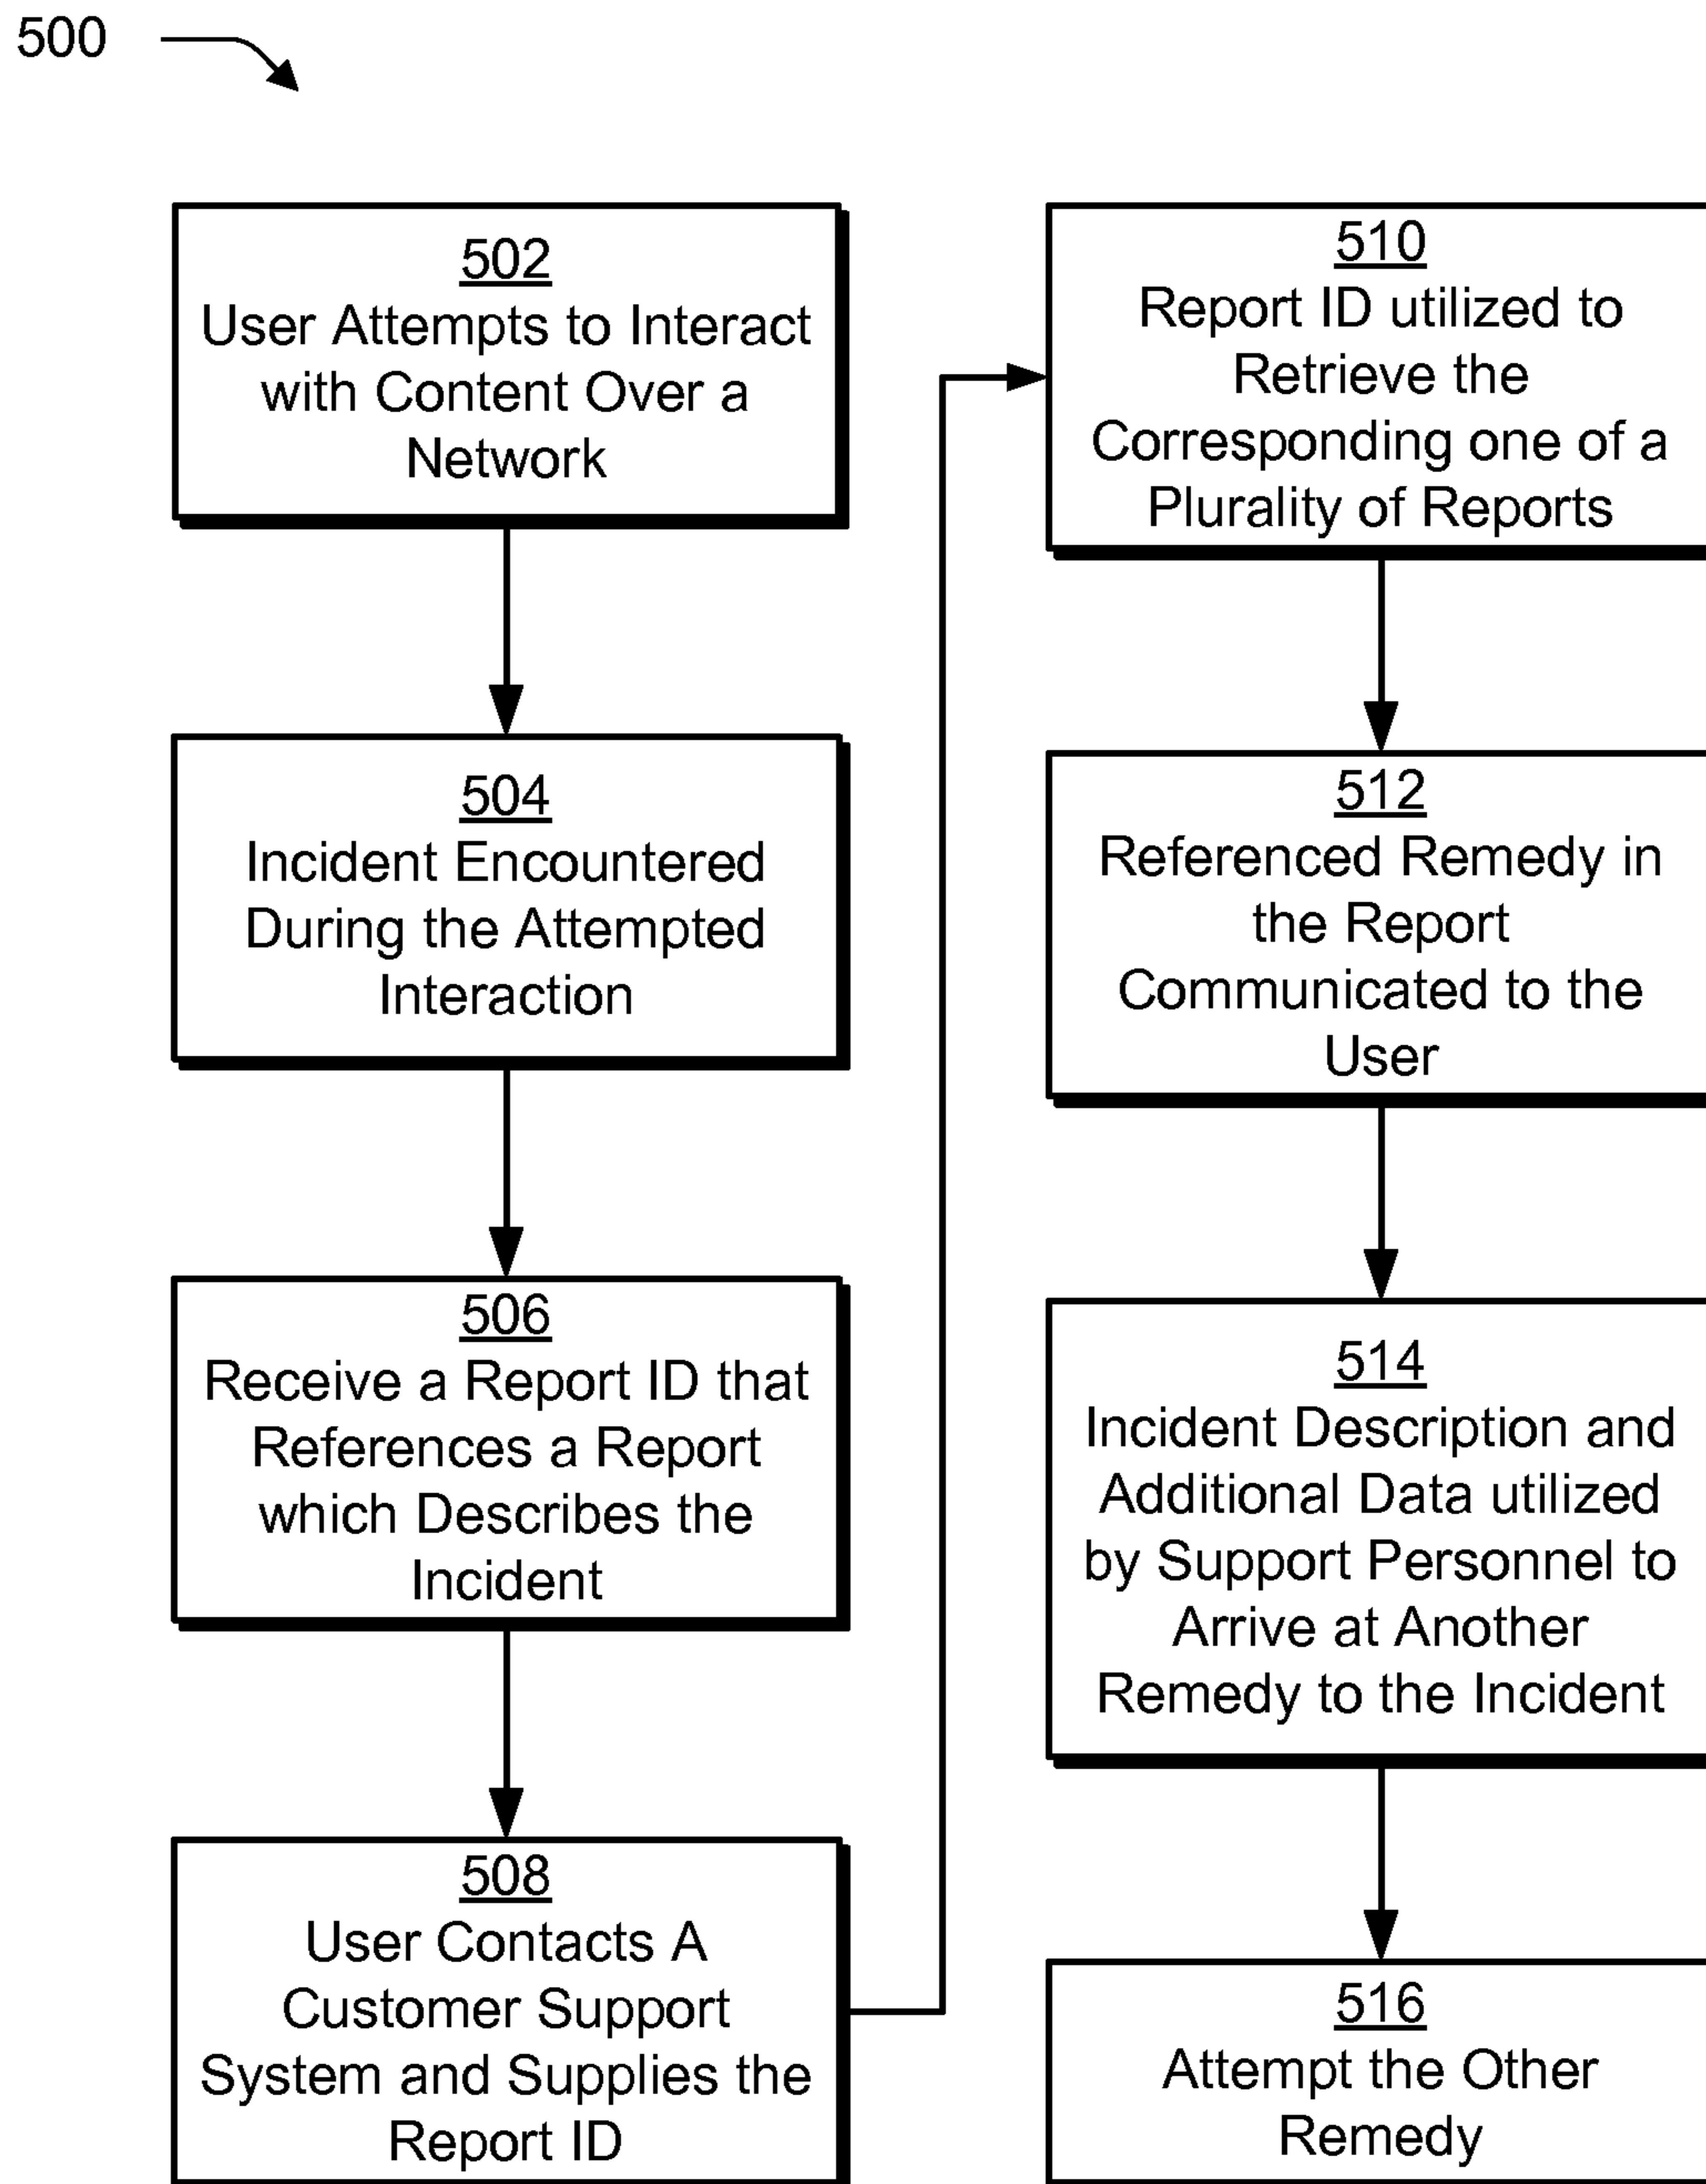 500
502
User Attempts to Interact
with Content Over a
Network
504
Incident Encountered
During the Attempted
Interaction
506
Receive a Report ID that
References a Report
which Describes the
Incident
508
User Contacts A
Customer Support
System and Supplies the
Report ID
510
Report ID utilized to
Retrieve the
Corresponding one of a
Plurality of Reports
512
Referenced Remedy in
the Report
Communicated to the
User
514
Incident Description and
Additional Data utilized
by Support Personnel to
Arrive at Another
Remedy to the Incident
516
Attempt the Other
Remedy